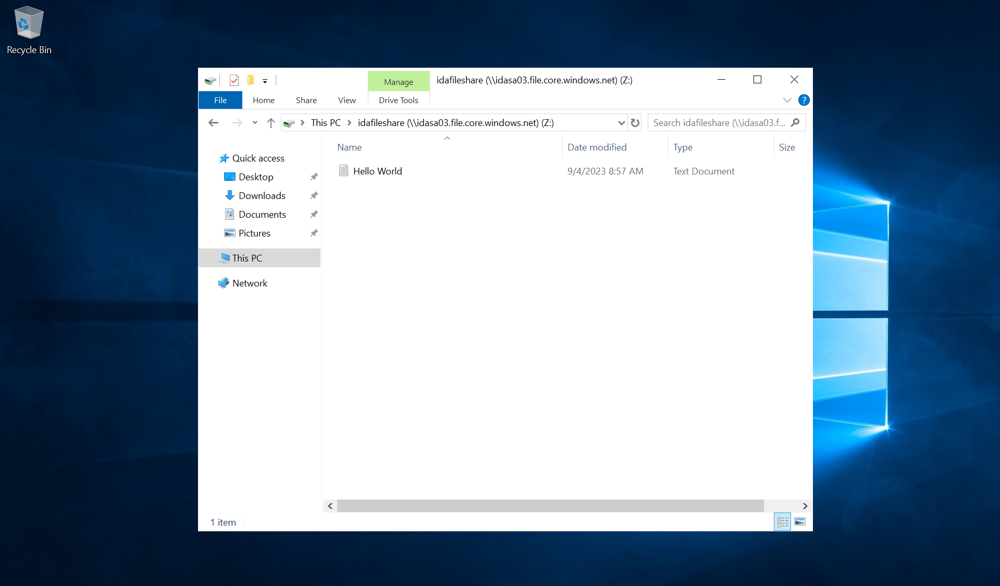 Recycle Bin
Manage
idafileshare (\\idasa03.file.core.windows.net) (Z:)
File
Home
Share
View
Drive Tools
?
This PC
idafileshare (\\idasa03.file.core.windows.net) (Z:)
Search idafileshare (\\idasa03.f...
Name
Date modified
Type
Size
Quick access
Hello World
9/4/2023 8:57 AM
Text Document
Desktop
Downloads
Documents
Pictures
This PC
Network
1 item